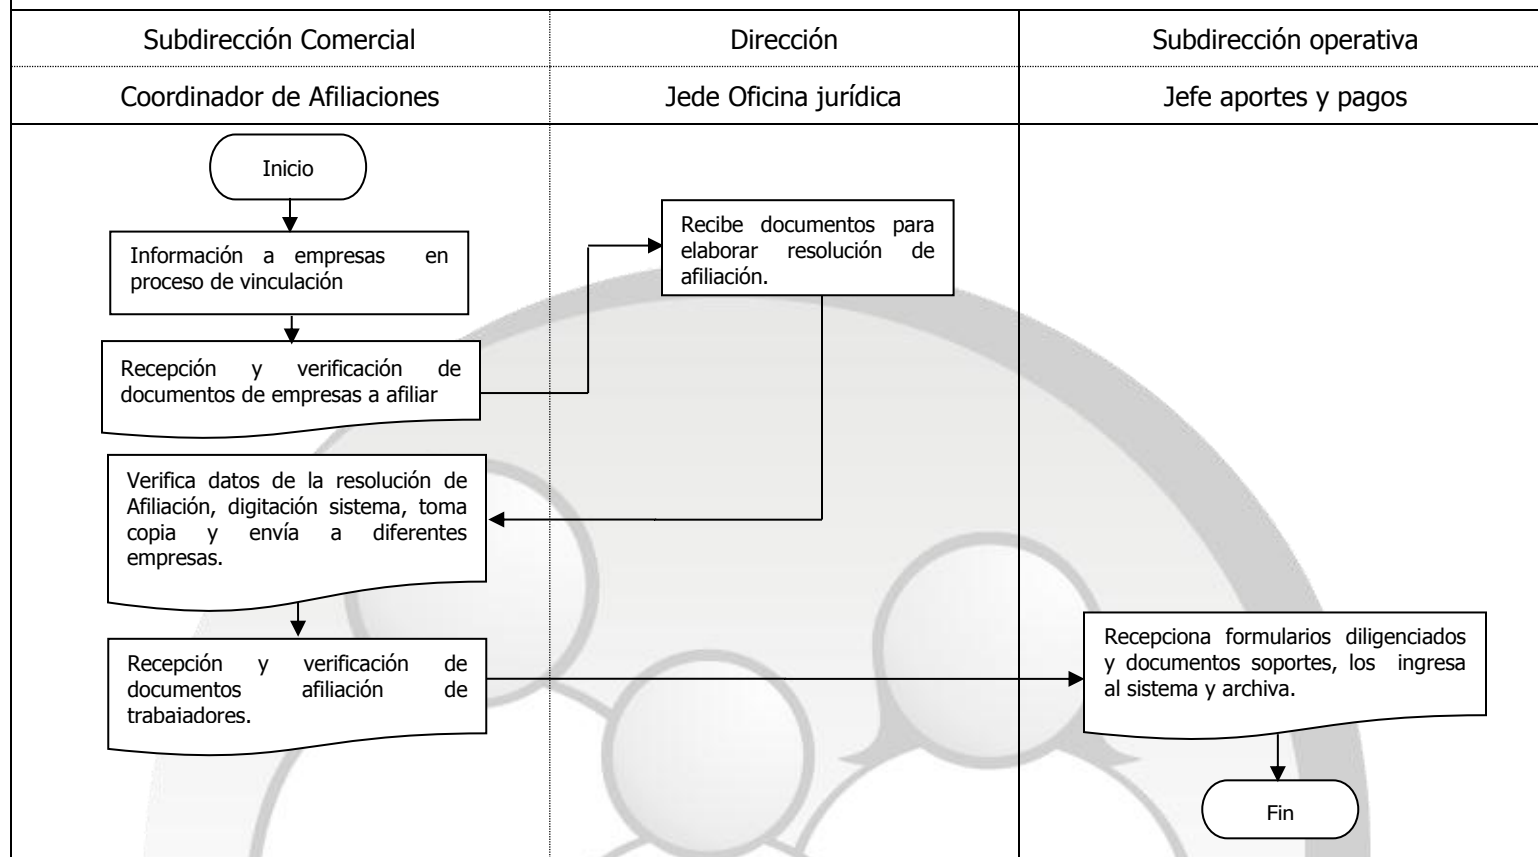 Subdirección Comercial
Dirección
Subdirección operativa
Coordinador de Afiliaciones
Jede Oficina jurídica
Jefe aportes y pagos
Inicio
Información a empresas en
proceso de vinculación
Recepción y verificación de
documentos de empresas a afiliar
Recibe documentos para
elaborar resolución de
afiliación.
Verifica datos de la resolución de
Afiliación, digitación sistema, toma
copia y envía a diferentes
empresas.
Recepción y verificación de
documentos afiliación de
trabajadores.
Recepciona formularios diligenciados
y documentos soportes, los ingresa
al sistema y archiva.
Fin